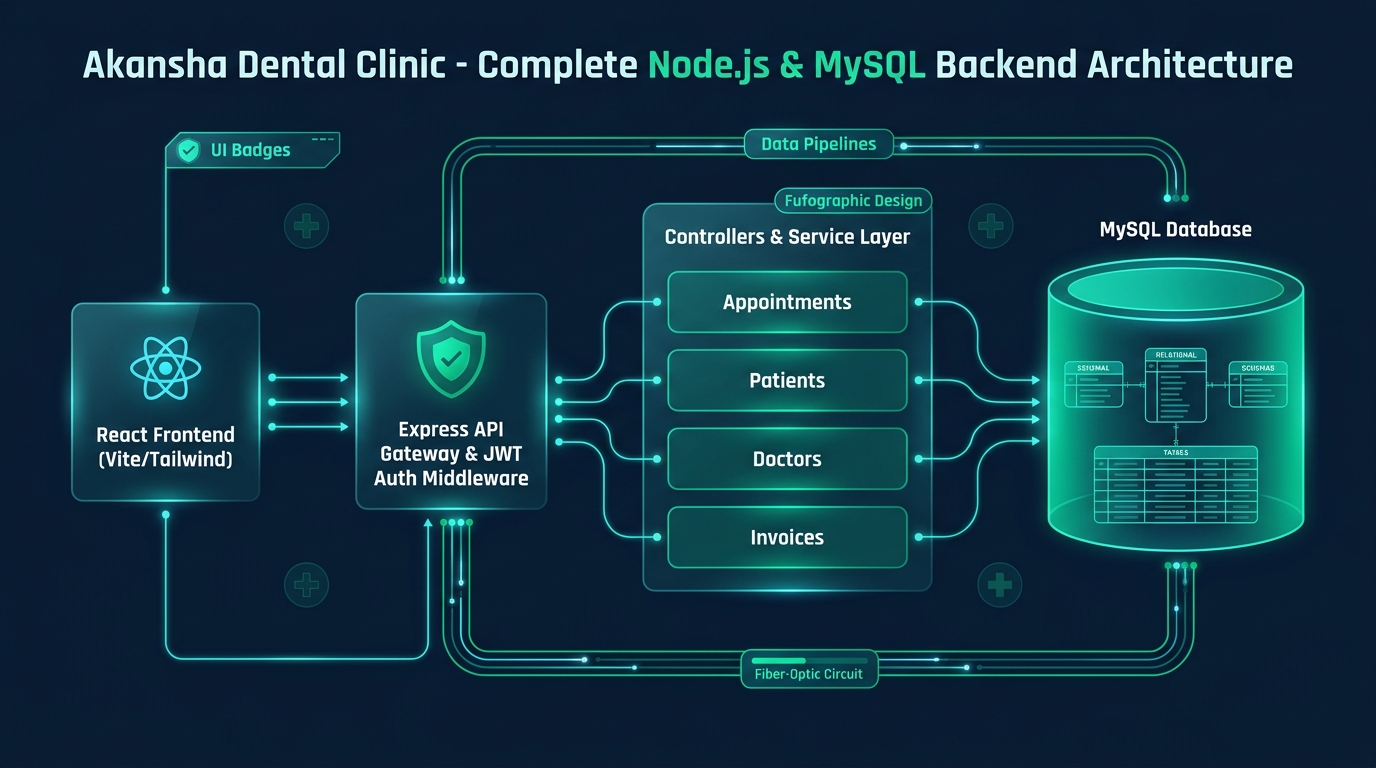 Akansha Dental Clinic - Complete Node.js & MySQL Backend Architecture
UI Badges
Data Pipelines
Fufographic Design
Controllers & Service Layer
MySQL Database
Appointments
Patients
Doctors
Invoices
React Frontend
(Vite/Tailwind)
Express API
Gateway & JWT
Auth Middleware
RELATIONAL
Fiber-Optic Circuit